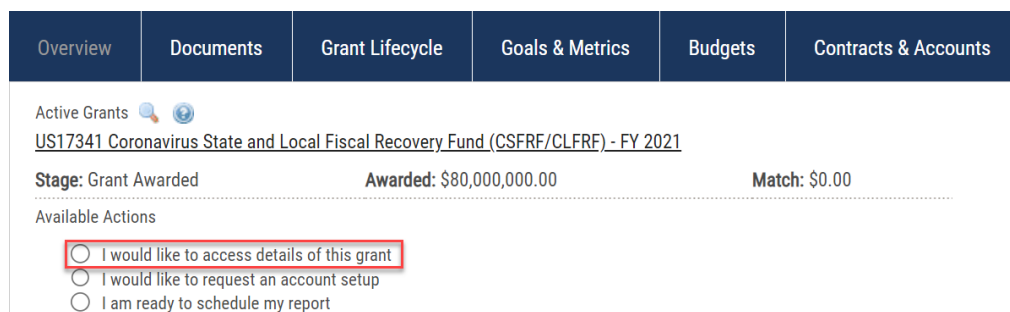 Overview Documents Grant Lifecycle Goals & Metrics Budgets Contracts & Accounts
Active Grants
US17341 Coronavirus State and Local Fiscal Recovery Fund (CSFRF/CLFRF) - FY 2021
Stage: Grant Awarded Awarded: $80,000,000.00 Match: $0.00
Available Actions
I would like to access details of this grant
I would like to request an account setup
I am ready to schedule my report